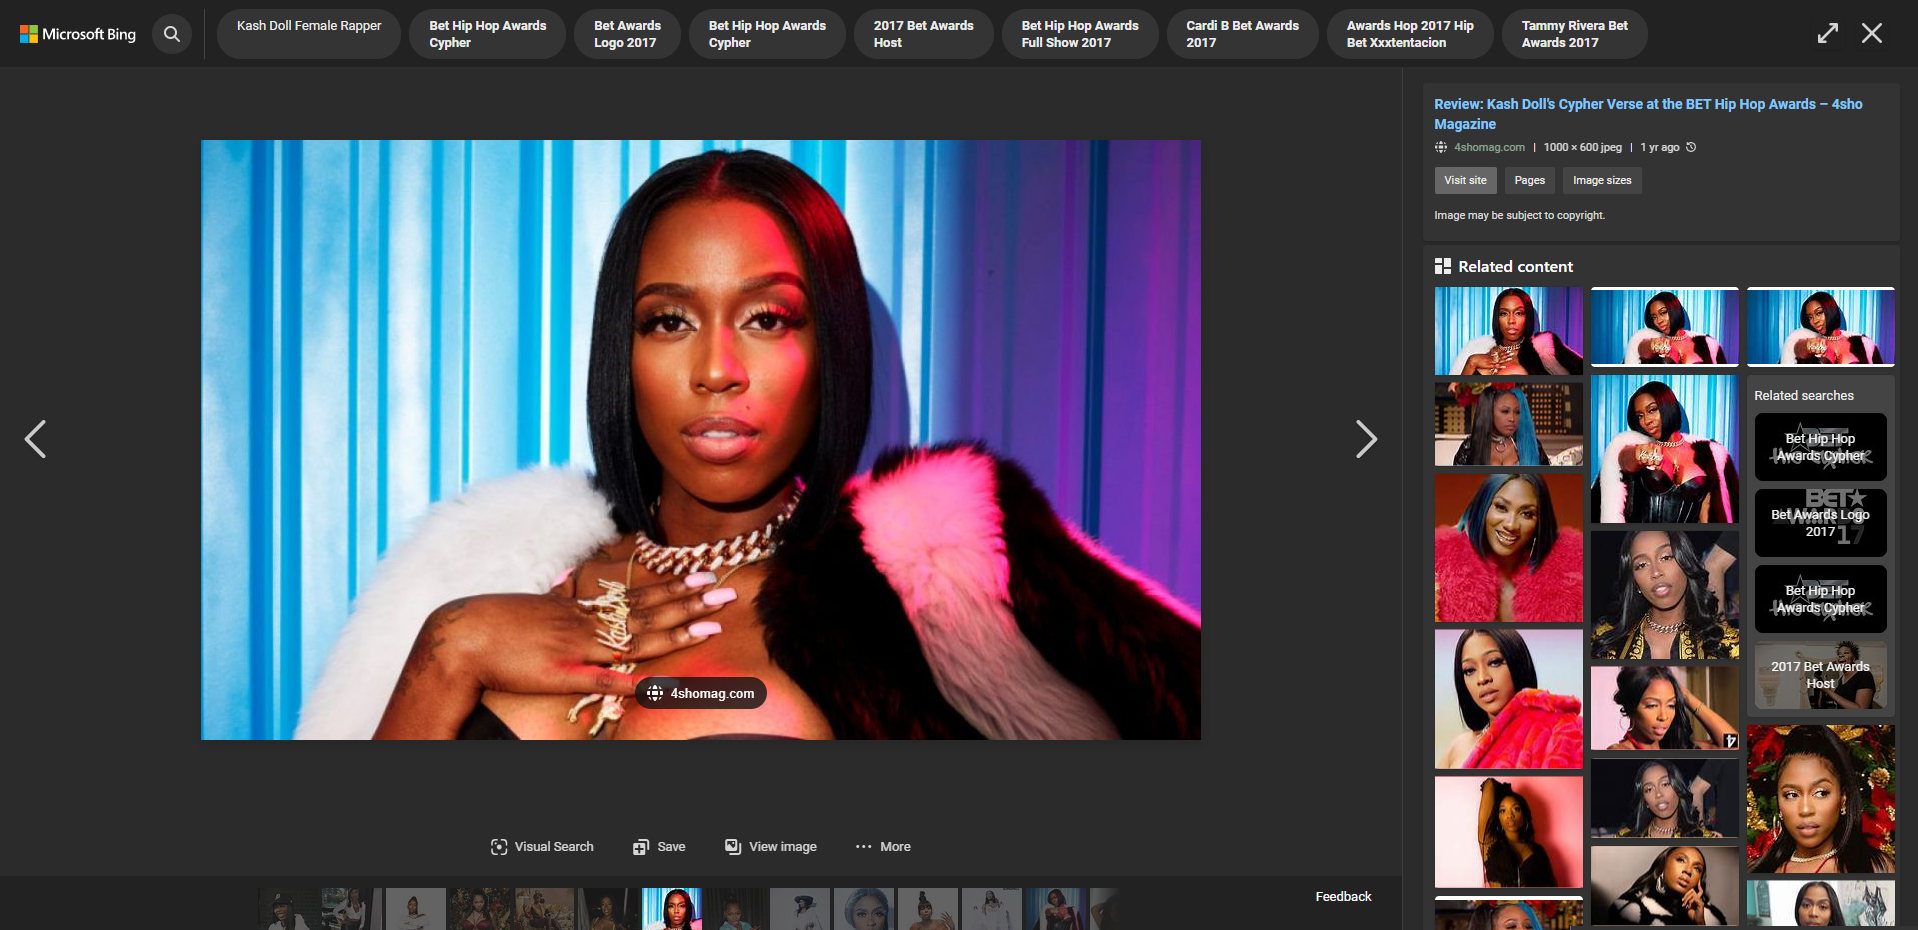 Microsoft Bing
Kash Doll Female Rapper
Bet Hip Hop Awards
Cypher
Bet Awards
Logo 2017
Bet Hip Hop Awards
Cypher
2017 Bet Awards
Host
Bet Hip Hop Awards
Full Show 2017
Cardi B Bet Awards
2017
Awards Hop 2017 Hip
Bet Xxxtentacion
Tammy Rivera Bet
Awards 2017
KashDoll
4shomag.com
Visual Search
Save
View image
More
Feedback
Review: Kash Doll's Cypher Verse at the BET Hip Hop Awards – 4sho
Magazine
4shomag.com | 1000 × 600 jpeg | 1 yr ago
Visit site
Pages
Image sizes
Image may be subject to copyright.
Related content
Related searches
Bet Hip Hop
Awards Cypher
BET
Bet Awards Logo
2017
17
Bet Hip Hop
Awards Cypher
2017 Bet Awards
Host